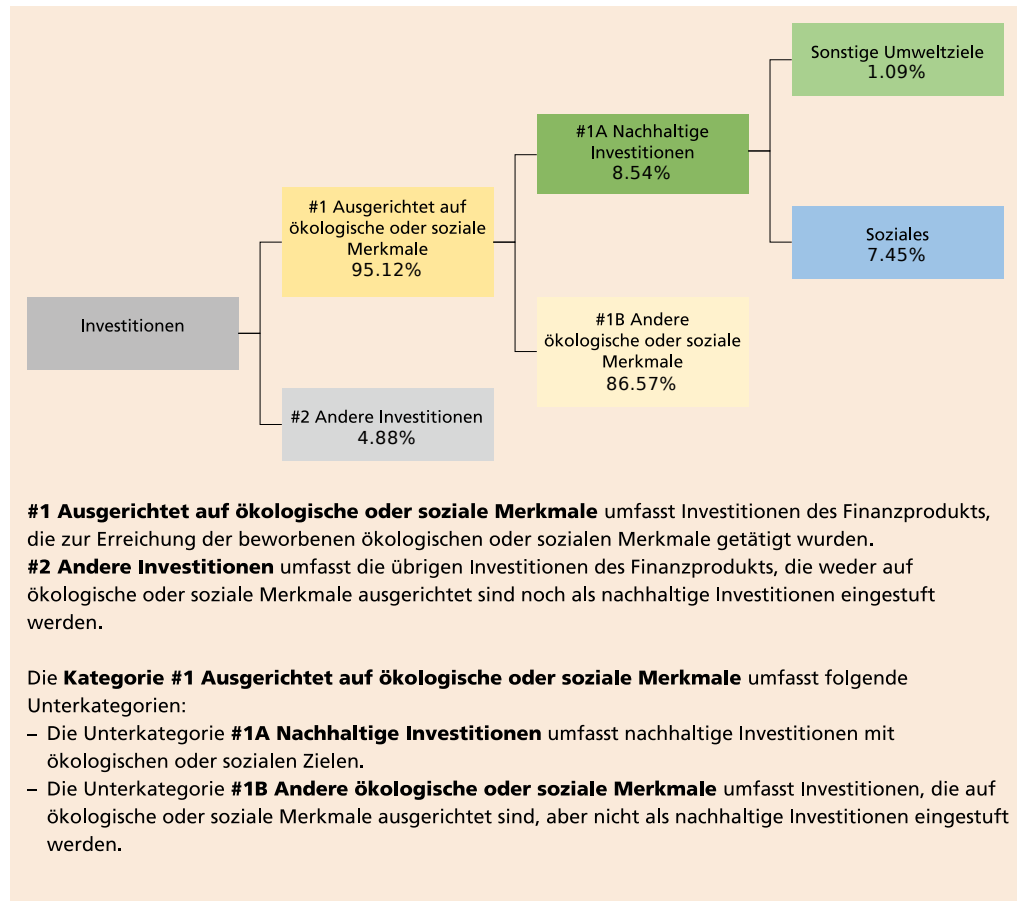 Sonstige Umweltziele
1.09%
#1A Nachhaltige
Investitionen
8.54%
#1 Ausgerichtet auf
ökologische oder soziale
Merkmale
95.12%
Soziales
7.45%
Investitionen
#1B Andere
ökologische oder soziale
Merkmale
86.57%
#2 Andere Investitionen
4.88%
#1 Ausgerichtet auf ökologische oder soziale Merkmale umfasst Investitionen des Finanzprodukts,
die zur Erreichung der beworbenen ökologischen oder sozialen Merkmale getätigt wurden.
#2 Andere Investitionen umfasst die übrigen Investitionen des Finanzprodukts, die weder auf
ökologische oder soziale Merkmale ausgerichtet sind noch als nachhaltige Investitionen eingestuft
werden.
Die Kategorie #1 Ausgerichtet auf ökologische oder soziale Merkmale umfasst folgende
Unterkategorien:
– Die Unterkategorie #1A Nachhaltige Investitionen umfasst nachhaltige Investitionen mit
ökologischen oder sozialen Zielen.
– Die Unterkategorie #1B Andere ökologische oder soziale Merkmale umfasst Investitionen, die auf
ökologische oder soziale Merkmale ausgerichtet sind, aber nicht als nachhaltige Investitionen eingestuft
werden.